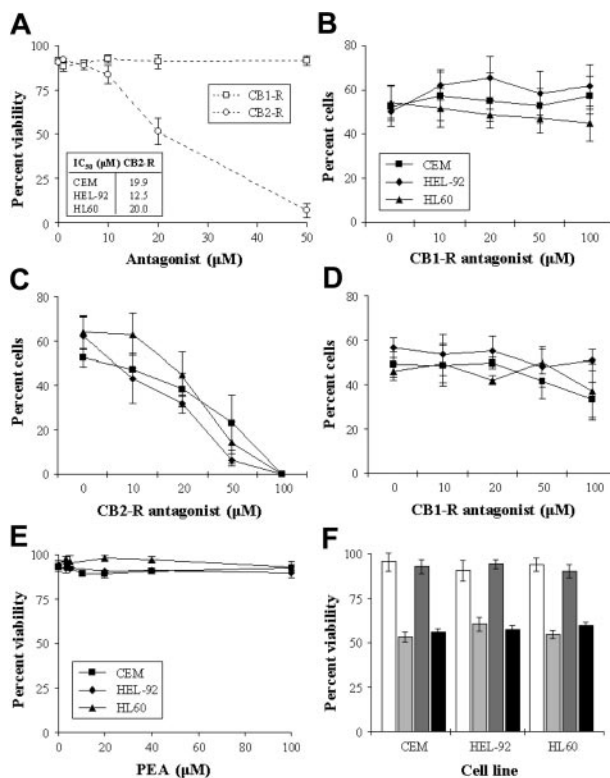 A
Percent viability
100
75
50
25
0
0 10 20 30 40 50
Antagonist (µM)
CB1-R
CB2-R
IC50 (µM) CB2-R
CEM 19.9
HEL-92 12.5
HL60 20.0
B
Percent cells
80
60
40
20
0
0 10 20 50 100
CB1-R antagonist (µM)
CEM
HEL-92
HL60
C
Percent cells
80
60
40
20
0
0 10 20 50 100
CB2-R antagonist (µM)
D
Percent cells
80
60
40
20
0
0 10 20 50 100
CB1-R antagonist (µM)
E
Percent viability
100
75
50
25
0
0 20 40 60 80 100
PEA (µM)
CEM
HEL-92
HL60
F
Percent viability
100
75
50
25
0
CEM HEL-92 HL60
Cell line